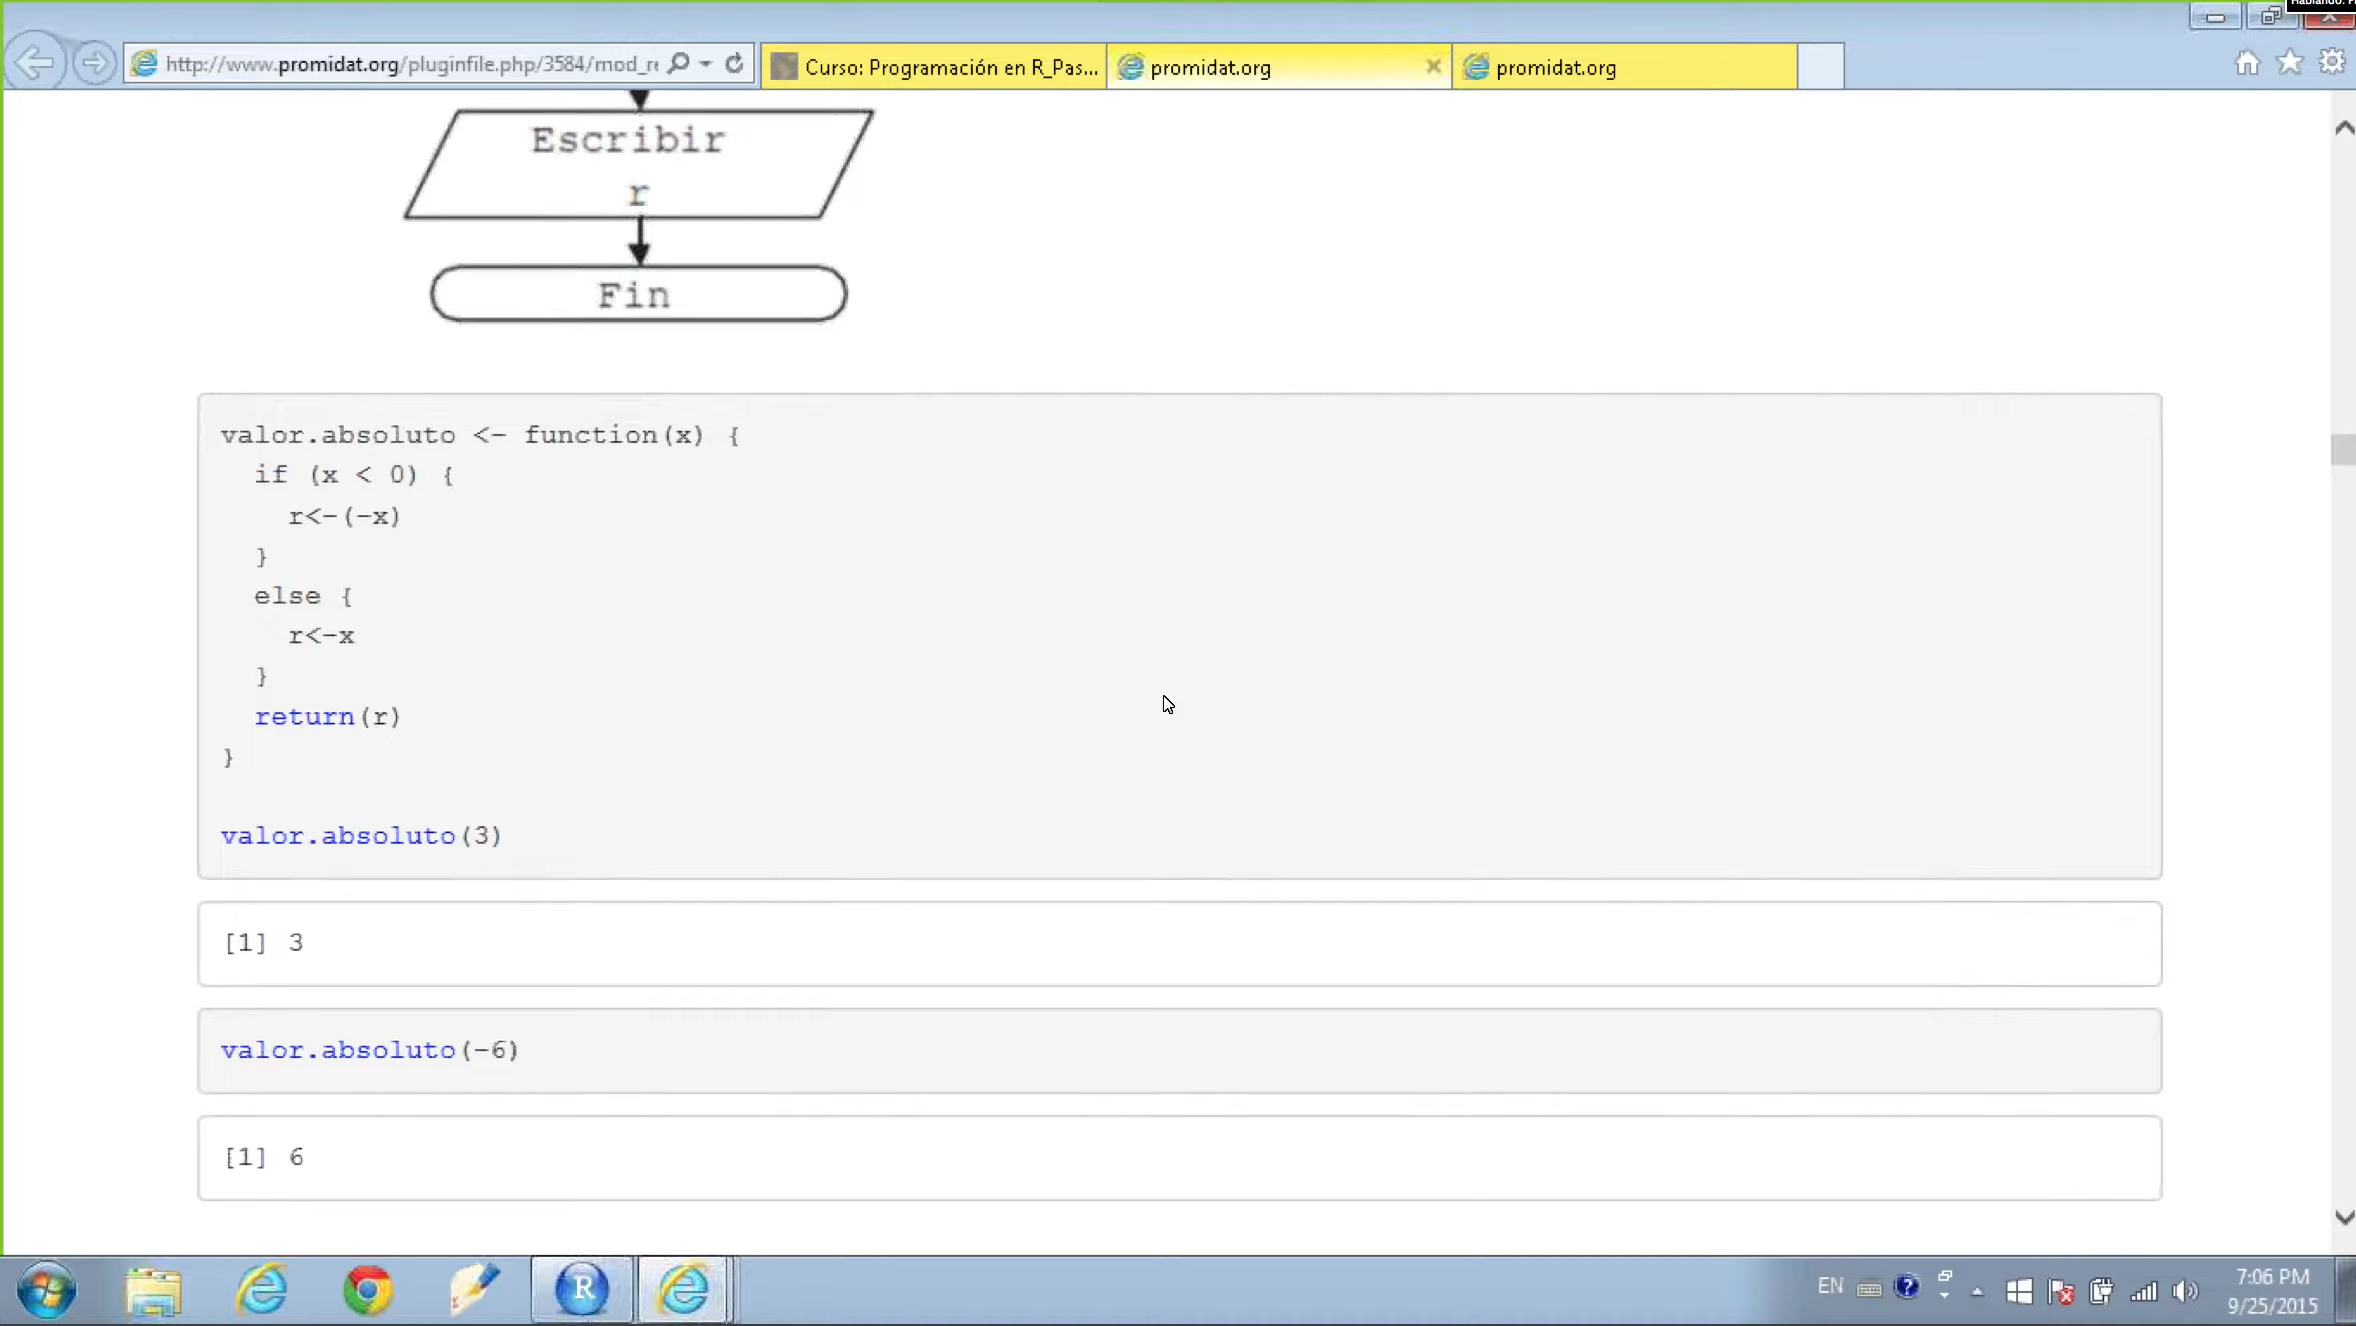 Hablando:
http://www.promidat.org/pluginfile.php/3584/mod_re
Curso: Programación en R_Pas...
promidat.org
promidat.org
Escribir
r
Fin
valor.absoluto <- function(x) {
  if (x < 0) {
    r<-(-x)
  }
  else {
    r<-x
  }
  return(r)
}
valor.absoluto(3)
[1] 3
valor.absoluto(-6)
[1] 6
EN
7:06 PM
9/25/2015